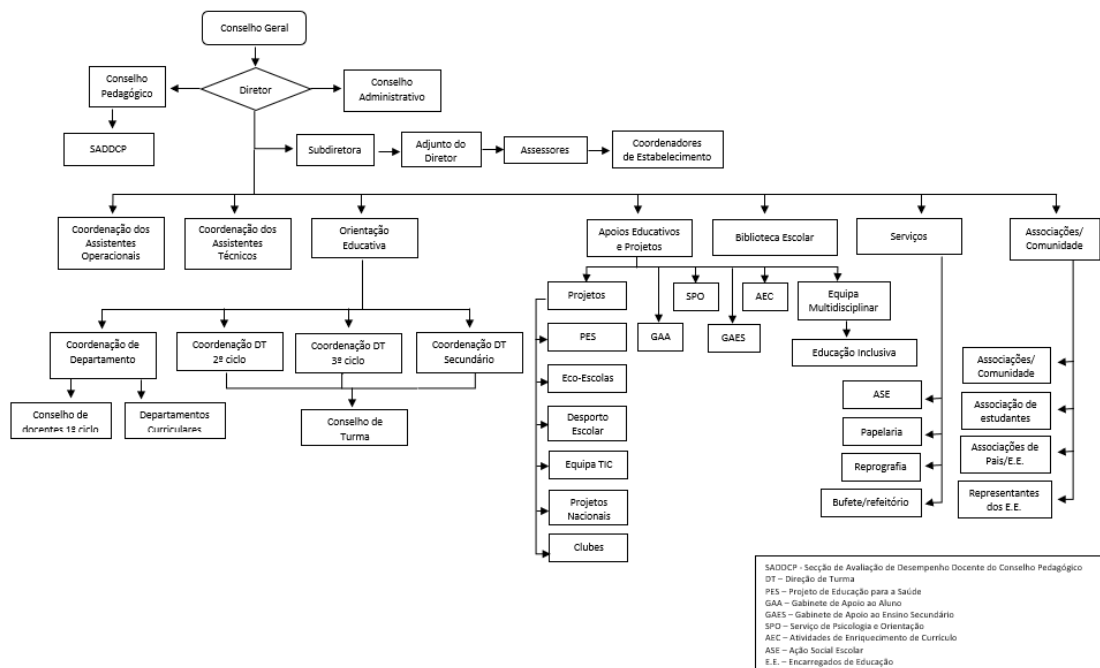 Conselho Geral
Conselho
Pedagógico
Diretor
Conselho
Administrativo
SADDCP
Subdiretora
Adjunto do
Diretor
Assessores
Coordenadores
de Estabelecimento
Coordenação dos
Assistentes
Operacionais
Coordenação dos
Assistentes
Técnicos
Orientação
Educativa
Apoios Educativos
e Projetos
Biblioteca Escolar
Serviços
Associações/
Comunidade
Projetos
SPO
AEC
Equipa
Multidisciplinar
GAA
GAES
Educação Inclusiva
Coordenação de
Departamento
Coordenação DT
2º ciclo
Coordenação DT
3º ciclo
Coordenação DT
Secundário
Conselho de
docentes 1º ciclo
Departamentos
Curriculares
Conselho de
Turma
PES
Eco-Escolas
Desporto
Escolar
Equipa TIC
Projetos
Nacionais
Clubes
ASE
Papelaria
Reprografia
Bufete/refeitório
Associações/
Comunidade
Associação de
estudantes
Associações de
Pais/E.E.
Representantes
dos E.E.
SADDCP - Secção de Avaliação de Desempenho Docente do Conselho Pedagógico
DT – Direção de Turma
PES – Projeto de Educação para a Saúde
GAA – Gabinete de Apoio ao Aluno
GAES – Gabinete de Apoio ao Ensino Secundário
SPO – Serviço de Psicologia e Orientação
AEC – Atividades de Enriquecimento de Currículo
ASE – Ação Social Escolar
E.E. – Encarregados de Educação